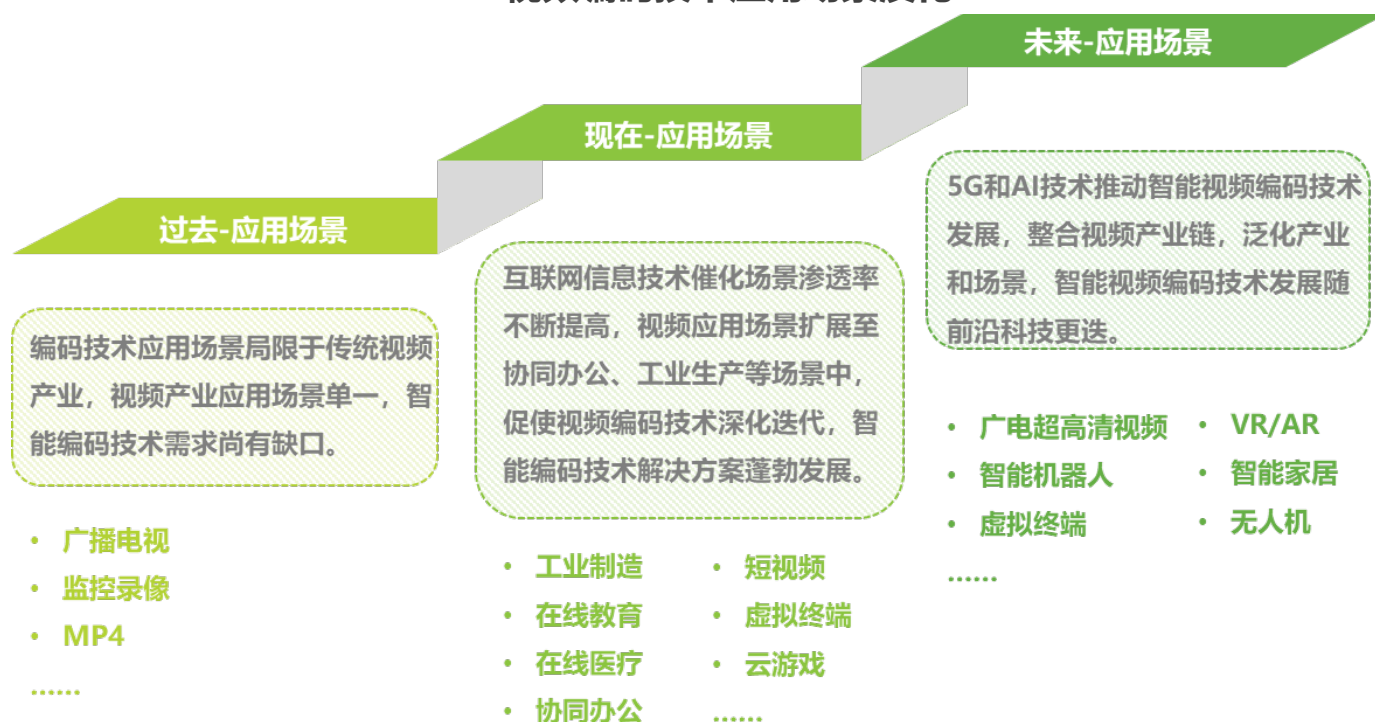 视频编码技术应用场景演化
未来-应用场景
现在-应用场景
过去-应用场景
编码技术应用场景局限于传统视频
产业，视频产业应用场景单一，智
能编码技术需求尚有缺口。
• 广播电视
• 监控录像
• MP4
……
互联网信息技术催化场景渗透率
不断提高，视频应用场景扩展至
协同办公、工业生产等场景中，
促使视频编码技术深化迭代，智
能编码技术解决方案蓬勃发展。
• 工业制造
• 在线教育
• 在线医疗
• 协同办公
• 短视频
• 虚拟终端
• 云游戏
……
5G和AI技术推动智能视频编码技术
发展，整合视频产业链，泛化产业
和场景，智能视频编码技术发展随
前沿科技更迭。
• 广电超高清视频
• 智能机器人
• 虚拟终端
……
• VR/AR
• 智能家居
• 无人机